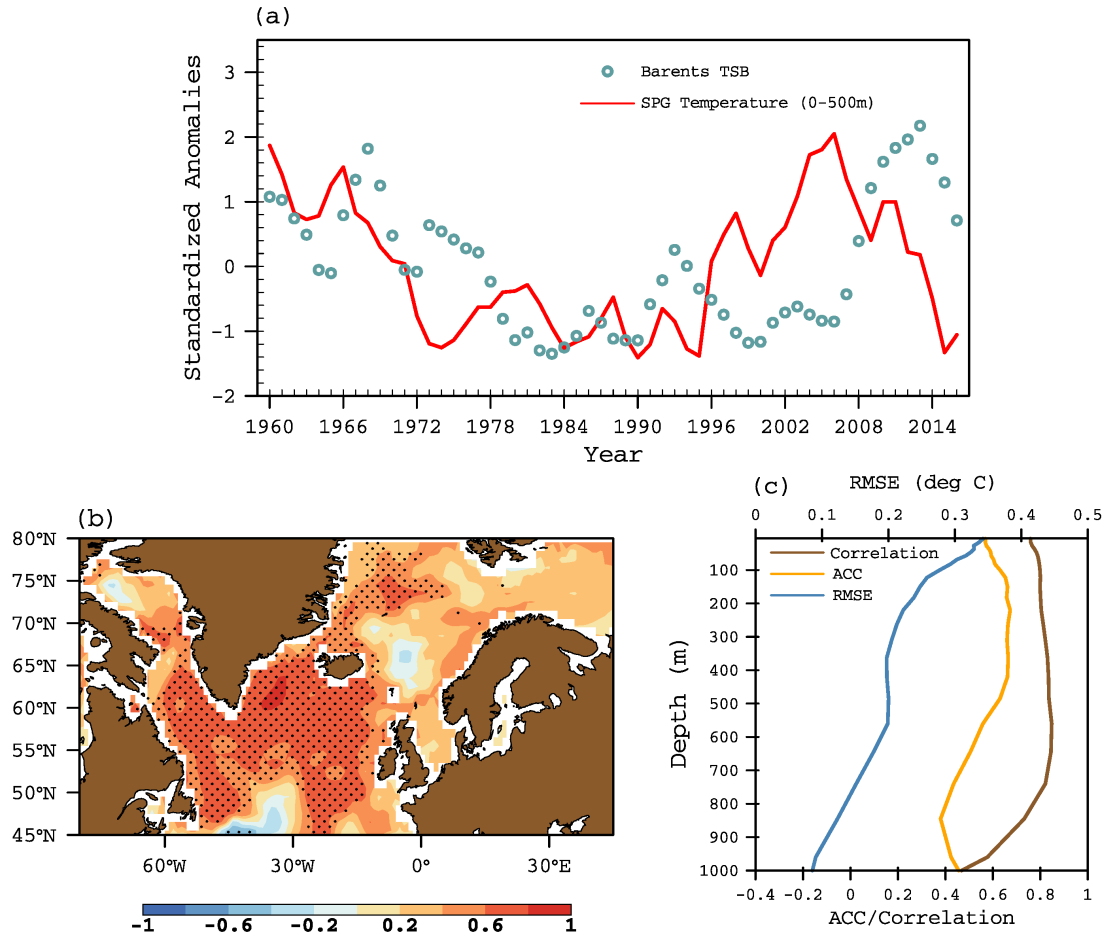 (a)
Standardized Anomalies
3
2
1
0
-1
-2
Barents TSB
SPG Temperature (0-500m)
1960 1966 1972 1978 1984 1990 1996 2002 2008 2014
Year
(b)
80°N
75°N
70°N
65°N
60°N
55°N
50°N
45°N
60°W 30°W 0° 30°E
-1 -0.6 -0.2 0.2 0.6 1
(c)
RMSE (deg C)
0 0.1 0.2 0.3 0.4 0.5
Correlation
ACC
RMSE
Depth (m)
100
200
300
400
500
600
700
800
900
1000
-0.4 -0.2 0 0.2 0.4 0.6 0.8 1
ACC/Correlation